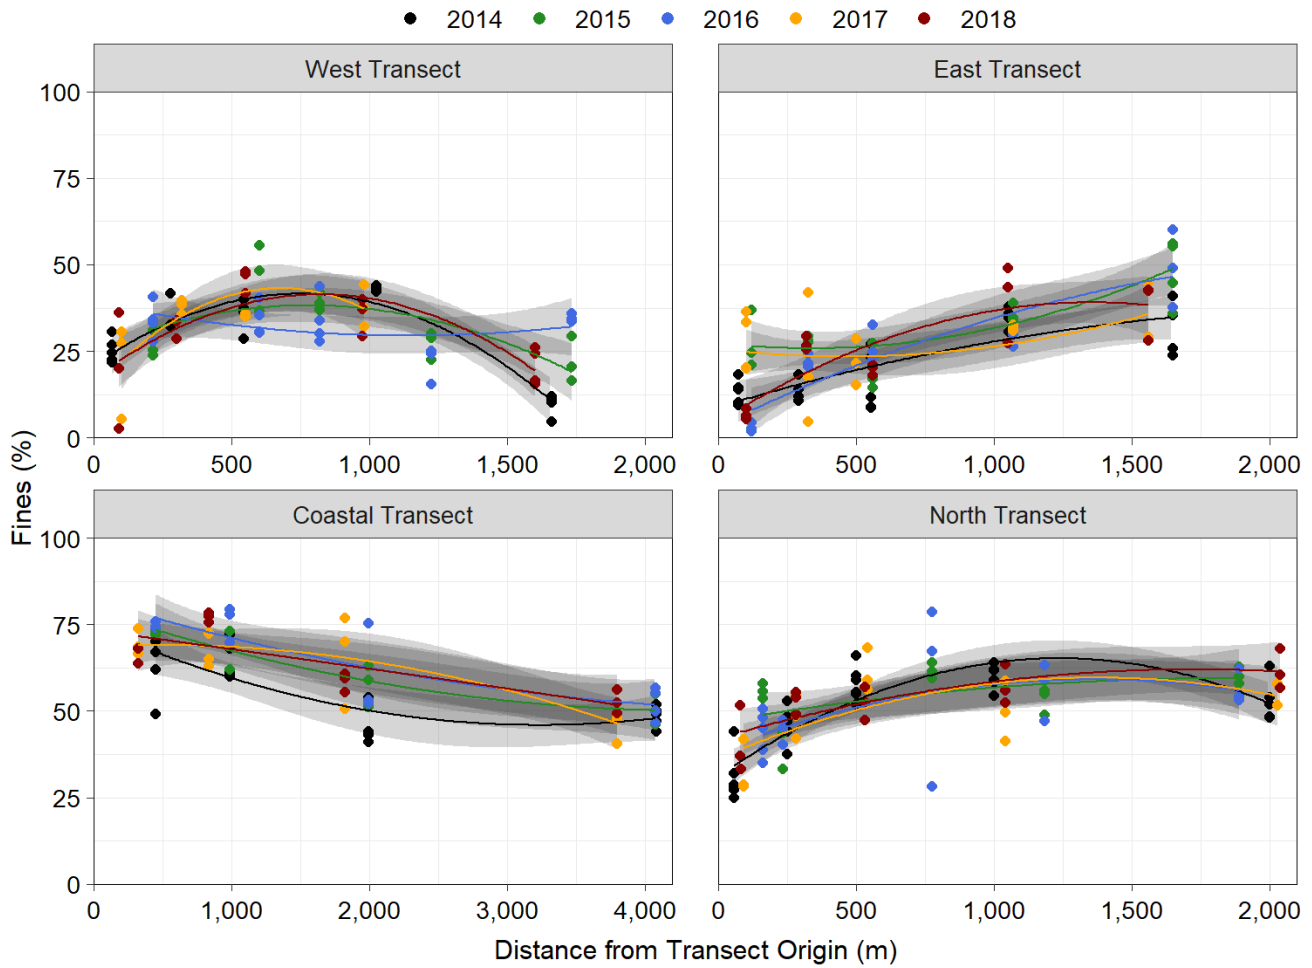 2014 2015 2016 2017 2018
West Transect East Transect
100
75
50
25
0
0 500 1,000 1,500 2,000 0 500 1,000 1,500 2,000
Coastal Transect North Transect
100
75
50
25
0
0 1,000 2,000 3,000 4,000 0 500 1,000 1,500 2,000
Fines (%)
Distance from Transect Origin (m)